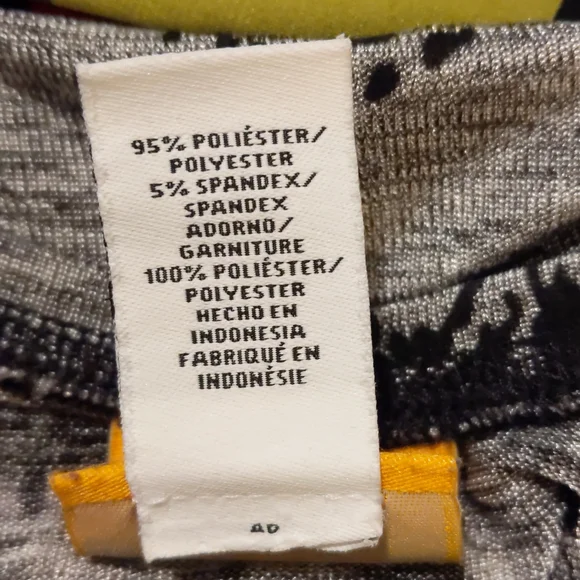 95% POLIÉSTER/
POLYESTER
5% SPANDEX/
SPANDEX
ADORNO/
GARNITURE
100% POLIÉSTER/
POLYESTER
HECHO EN
INDONESIA
FABRIQUÉ EN
INDONÉSIE